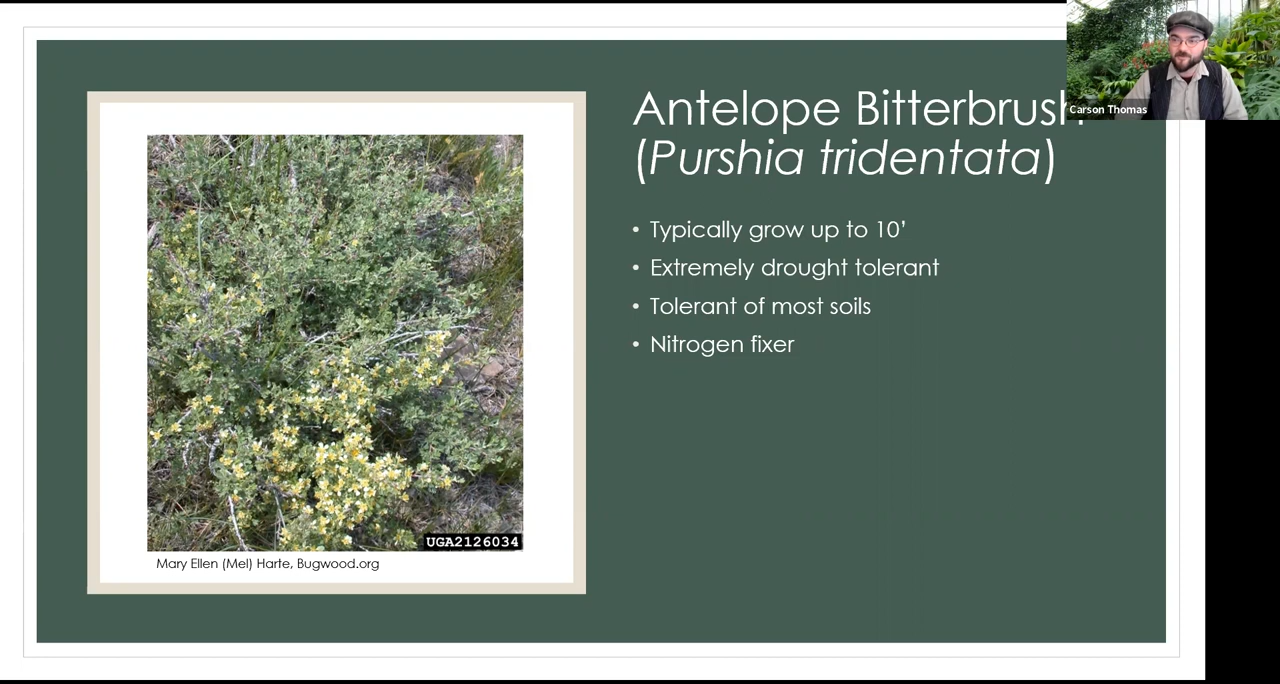 Antelope Bitterbrush
(Purshia tridentata)
Carson Thomas
• Typically grow up to 10’
• Extremely drought tolerant
• Tolerant of most soils
• Nitrogen fixer
UGA2126034
Mary Ellen (Mel) Harte, Bugwood.org